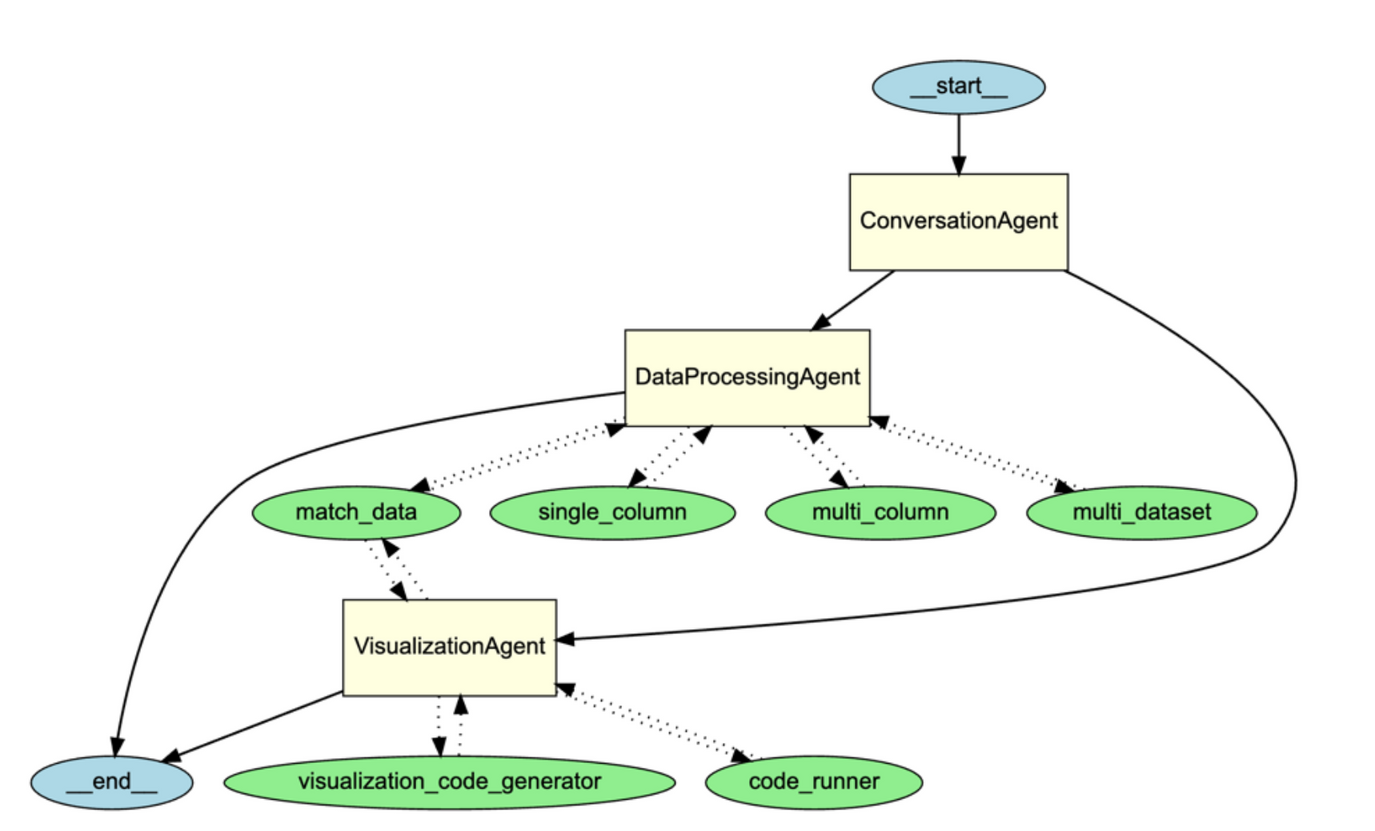 __start__
ConversationAgent
DataProcessingAgent
match_data
single_column
multi_column
multi_dataset
VisualizationAgent
__end__
visualization_code_generator
code_runner